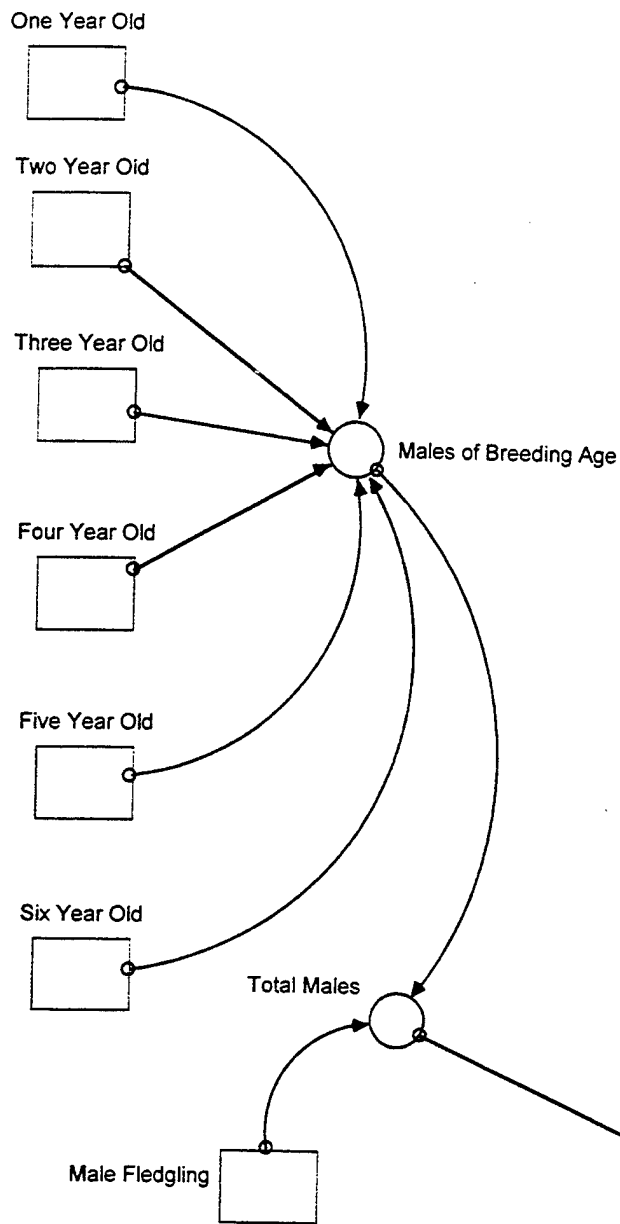 One Year Old
Two Year Old
Three Year Old
Males of Breeding Age
Four Year Old
Five Year Old
Six Year Old
Total Males
Male Fledgling